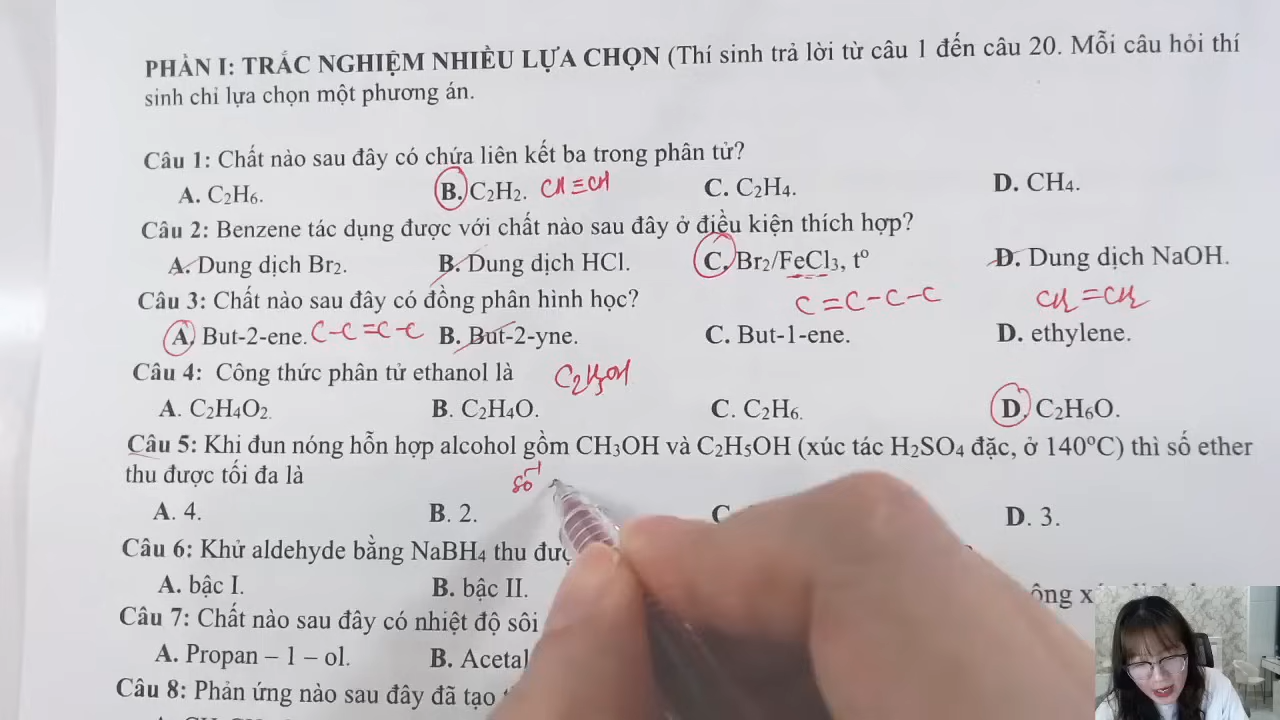 PHẦN I: TRẮC NGHIỆM NHIỀU LỰA CHỌN (Thí sinh trả lời từ câu 1 đến câu 20. Mỗi câu hỏi thí
sinh chỉ lựa chọn một phương án.
Câu 1: Chất nào sau đây có chứa liên kết ba trong phân tử?
A. C2H6. B. C2H2. CH≡CH C. C2H4. D. CH4.
Câu 2: Benzene tác dụng được với chất nào sau đây ở điều kiện thích hợp?
A. Dung dịch Br2. B. Dung dịch HCl. C. Br2/FeCl3, tº D. Dung dịch NaOH.
Câu 3: Chất nào sau đây có đồng phân hình học? C=C-C-C CH2=CH2
A. But-2-ene. C-C=C-C B. But-2-yne. C. But-1-ene. D. ethylene.
Câu 4: Công thức phân tử ethanol là C2H5OH
A. C2H4O2. B. C2H4O. C. C2H6. D. C2H6O.
Câu 5: Khi đun nóng hỗn hợp alcohol gồm CH3OH và C2H5OH (xúc tác H2SO4 đặc, ở 140ºC) thì số ether
thu được tối đa là số
A. 4. B. 2. C D. 3.
Câu 6: Khử aldehyde bằng NaBH4 thu đượ
A. bậc I. B. bậc II.
Câu 7: Chất nào sau đây có nhiệt độ sôi
A. Propan – 1 – ol. B. Acetal
Câu 8: Phản ứng nào sau đây đã tạo